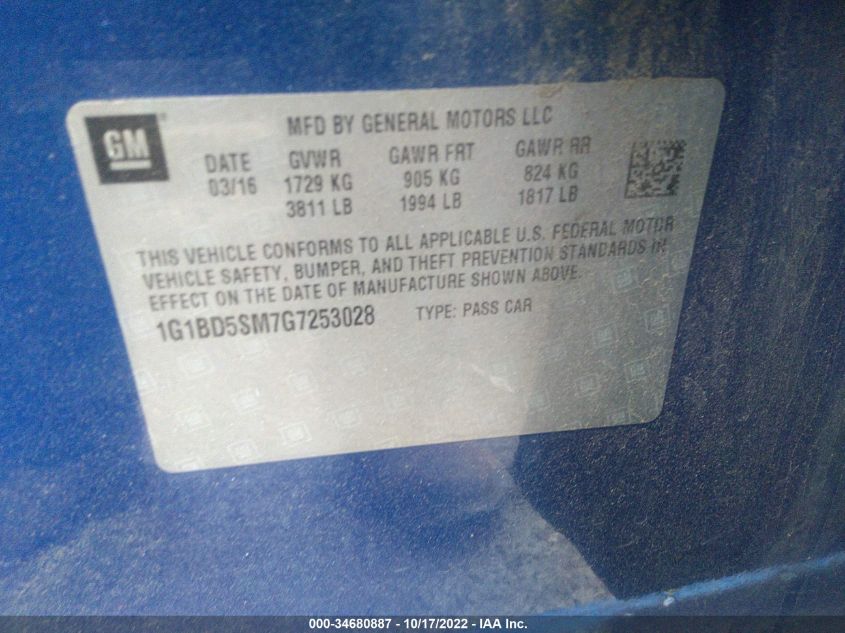 GM
MFD BY GENERAL MOTORS LLC
DATE GVWR GAWR FRT GAWR RR
03/16 1729 KG 905 KG 824 KG
3811 LB 1994 LB 1817 LB
THIS VEHICLE CONFORMS TO ALL APPLICABLE U.S. FEDERAL MOTOR
VEHICLE SAFETY, BUMPER, AND THEFT PREVENTION STANDARDS IN
EFFECT ON THE DATE OF MANUFACTURE SHOWN ABOVE.
1G1BD5SM7G7253028 TYPE: PASS CAR
000-34680887 - 10/17/2022 - IAA Inc.